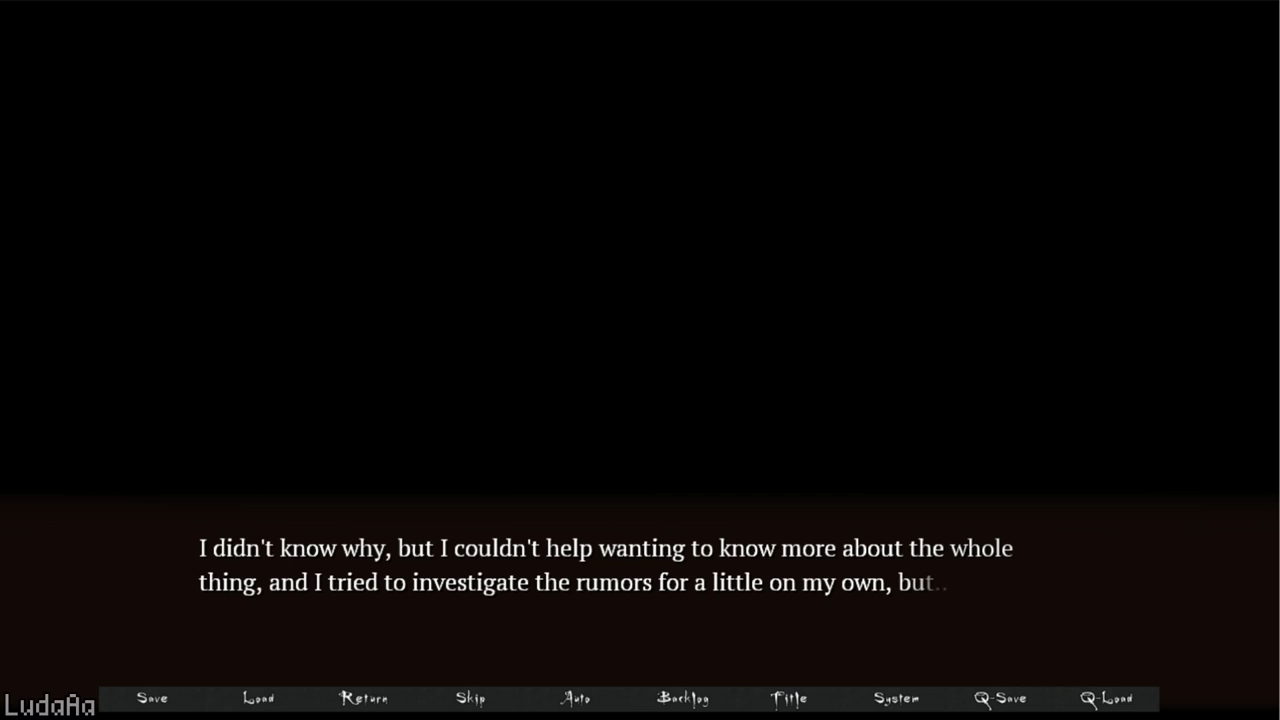 I didn't know why, but I couldn't help wanting to know more about the whole
thing, and I tried to investigate the rumors for a little on my own, but..
LudaAa Save Load Return Skip Auto Backlog Title System Q-Save Q-Load